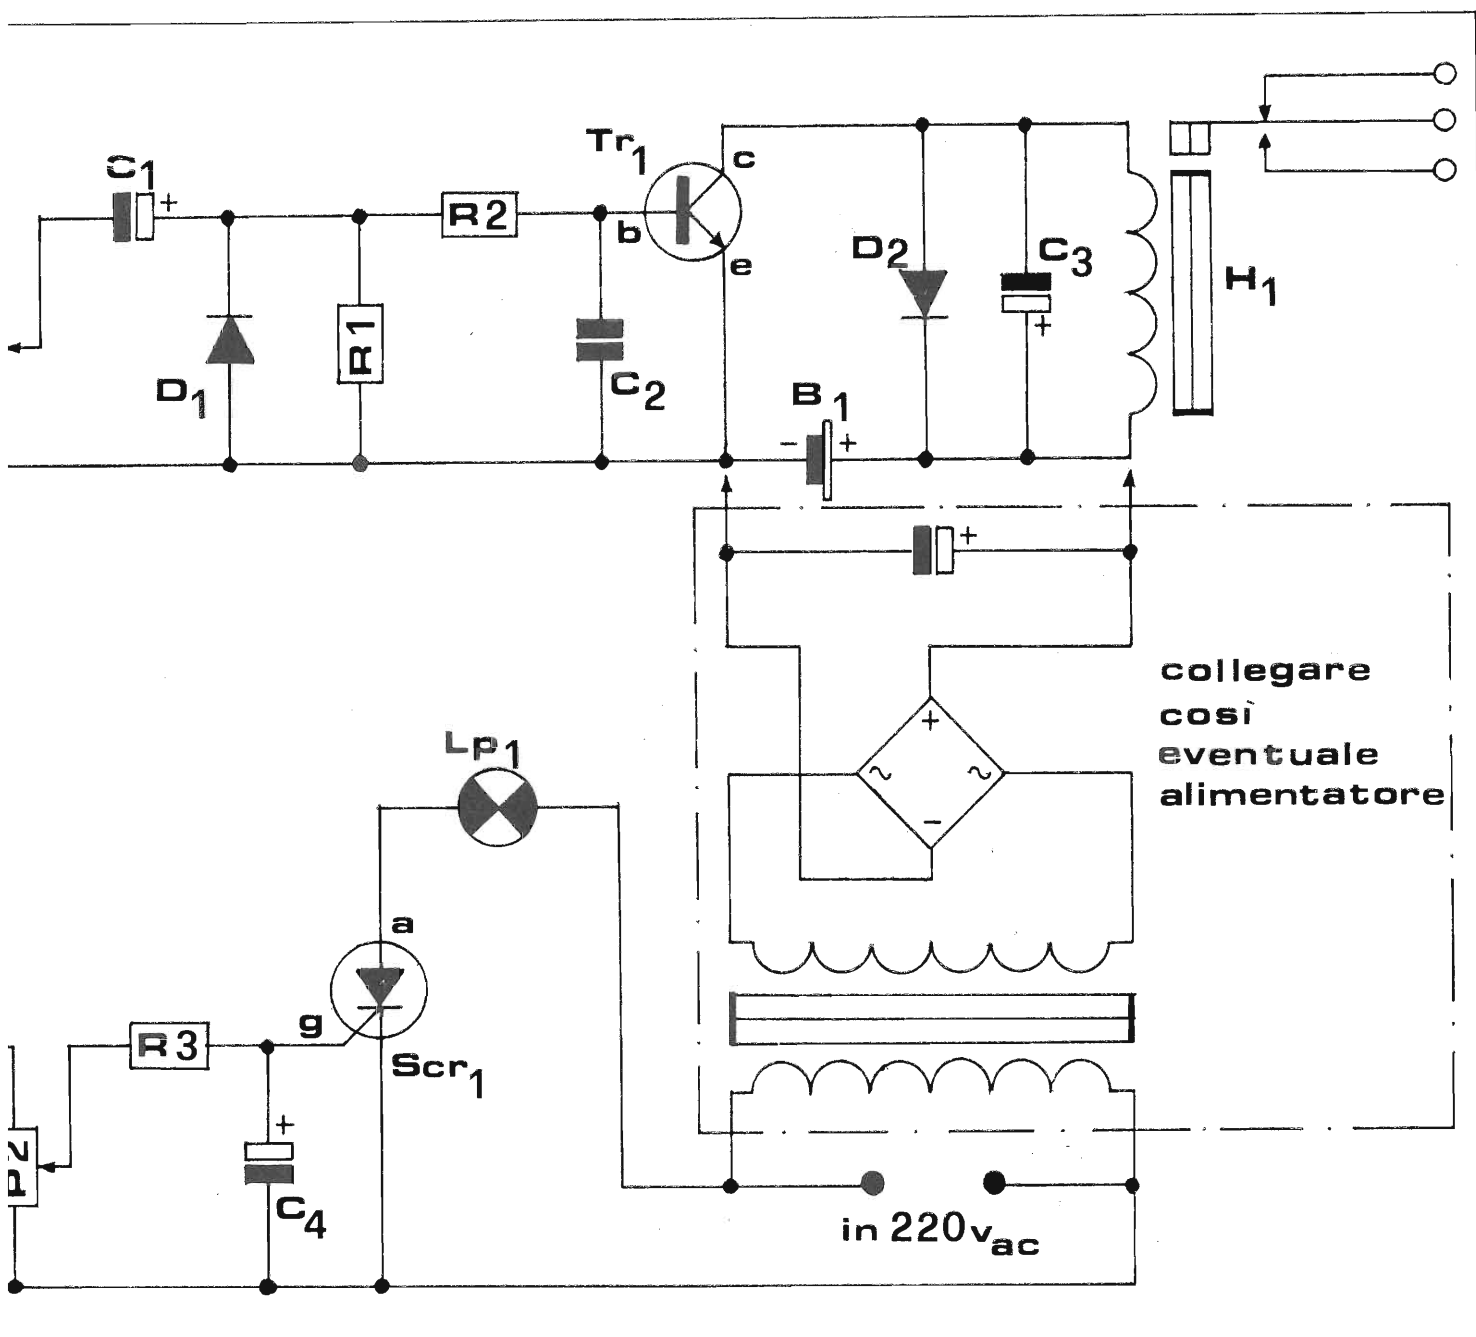 C1
+
Tr1
c
b
e
R2
D1
R1
C2
D2
C3
+
H1
B1
-
+
+
collegare
così
eventuale
alimentatore
+
~
~
-
Lp1
a
g
Scr1
R3
+
C4
P2
in 220vac